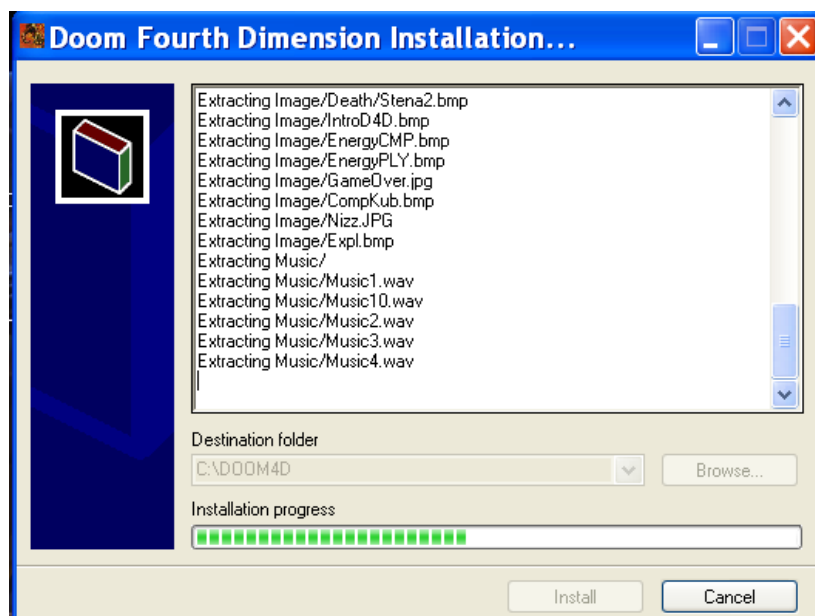 Doom Fourth Dimension Installation...
Extracting Image/Death/Stena2.bmp
Extracting Image/IntroD4D.bmp
Extracting Image/EnergyCMP.bmp
Extracting Image/EnergyPLY.bmp
Extracting Image/GameOver.jpg
Extracting Image/CompKub.bmp
Extracting Image/Nizz.JPG
Extracting Image/Expl.bmp
Extracting Music/
Extracting Music/Music1.wav
Extracting Music/Music10.wav
Extracting Music/Music2.wav
Extracting Music/Music3.wav
Extracting Music/Music4.wav
Destination folder
C:\DOOM4D
Browse...
Installation progress
Install
Cancel